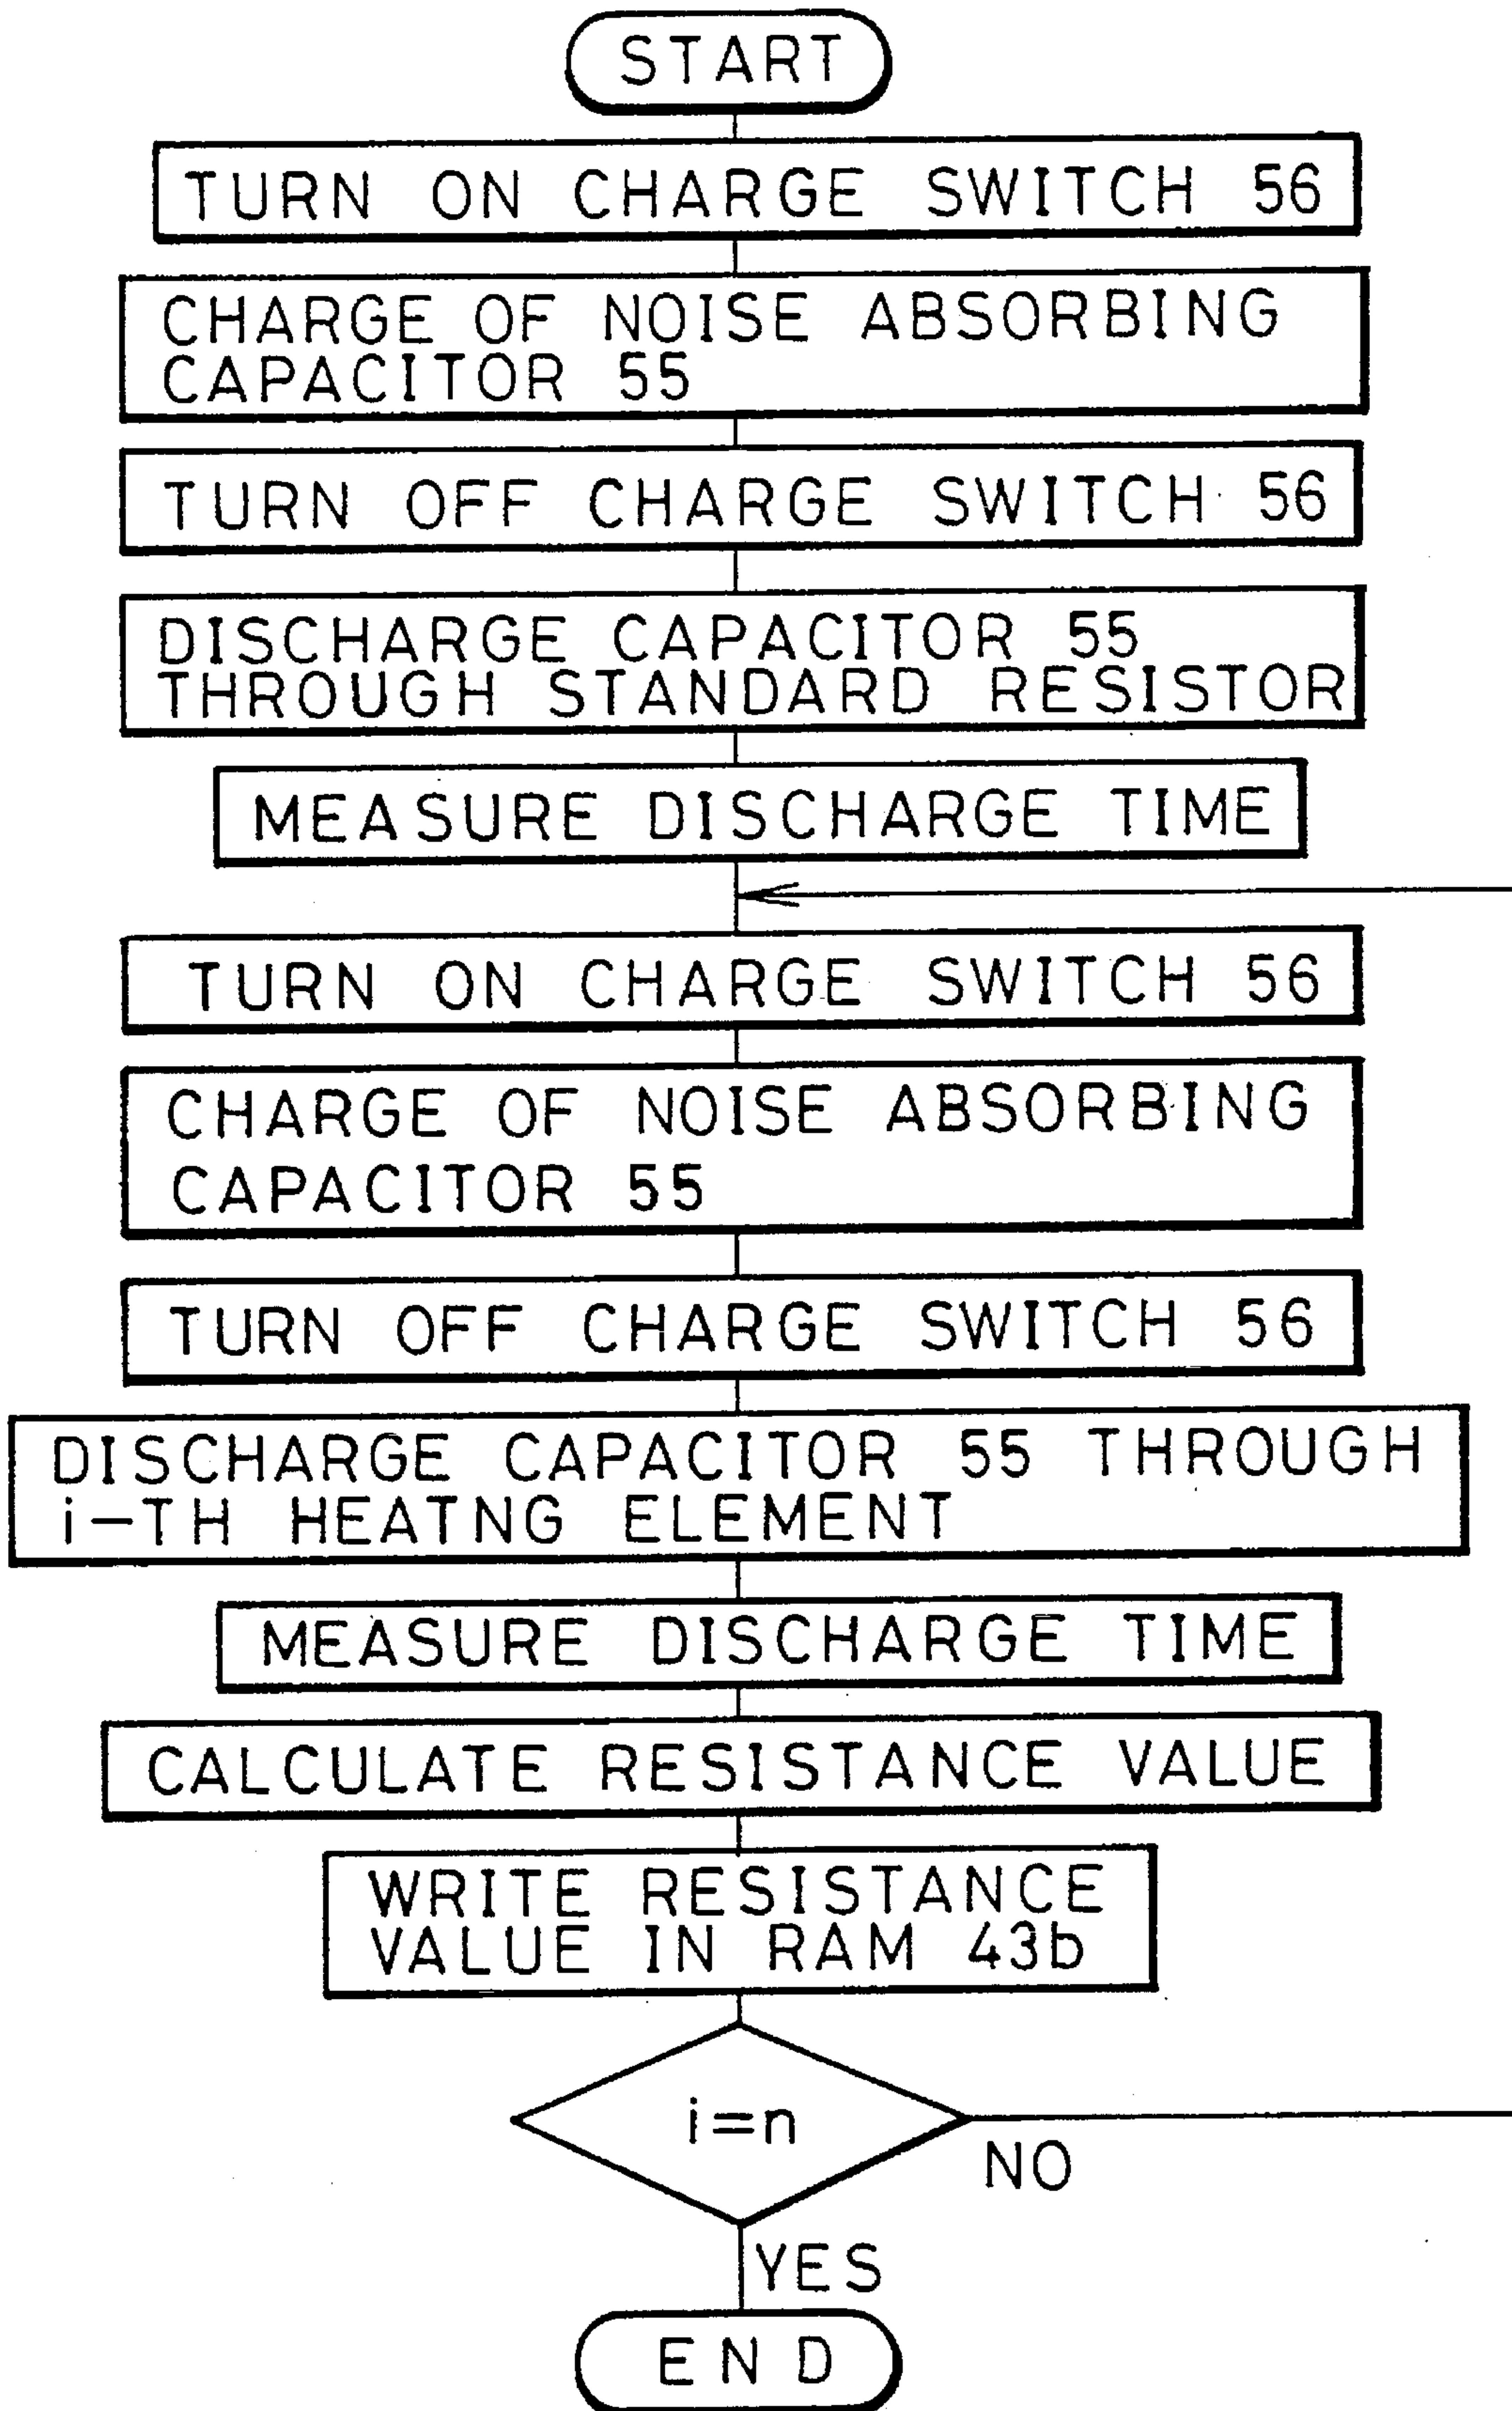 START
TURN ON CHARGE SWITCH 56
CHARGE OF NOISE ABSORBING
CAPACITOR 55
TURN OFF CHARGE SWITCH 56
DISCHARGE CAPACITOR 55
THROUGH STANDARD RESISTOR
MEASURE DISCHARGE TIME
TURN ON CHARGE SWITCH 56
CHARGE OF NOISE ABSORBING
CAPACITOR 55
TURN OFF CHARGE SWITCH 56
DISCHARGE CAPACITOR 55 THROUGH
i-TH HEATNG ELEMENT
MEASURE DISCHARGE TIME
CALCULATE RESISTANCE VALUE
WRITE RESISTANCE
VALUE IN RAM 43b
i=n
NO
YES
END